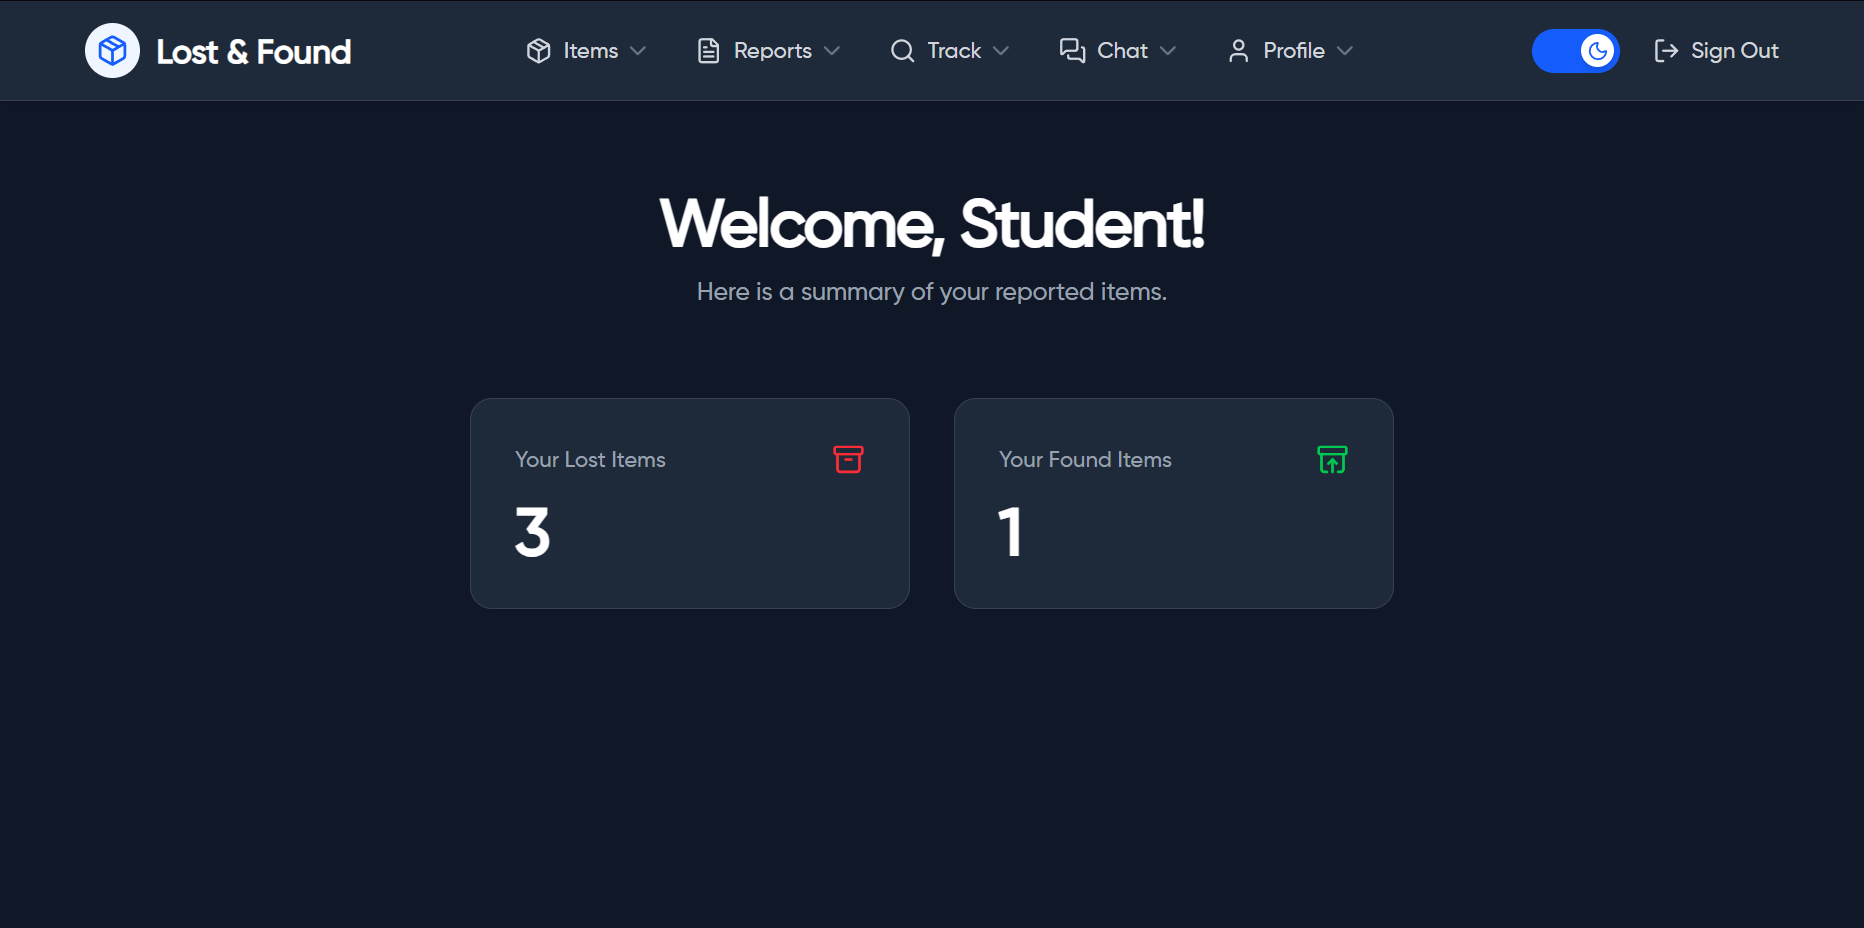 Lost & Found
Items
Reports
Track
Chat
Profile
Sign Out
Welcome, Student!
Here is a summary of your reported items.
Your Lost Items
3
Your Found Items
1